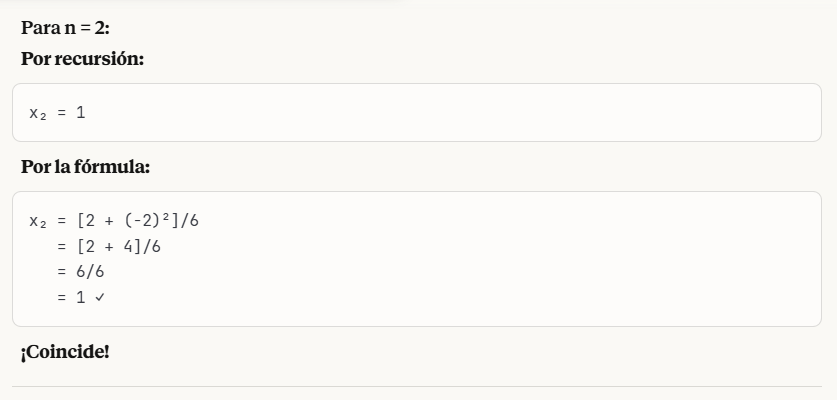 Para n = 2:
Por recursión:
x₂ = 1
Por la fórmula:
x₂ = [2 + (-2)²]/6
= [2 + 4]/6
= 6/6
= 1 ✓
¡Coincide!